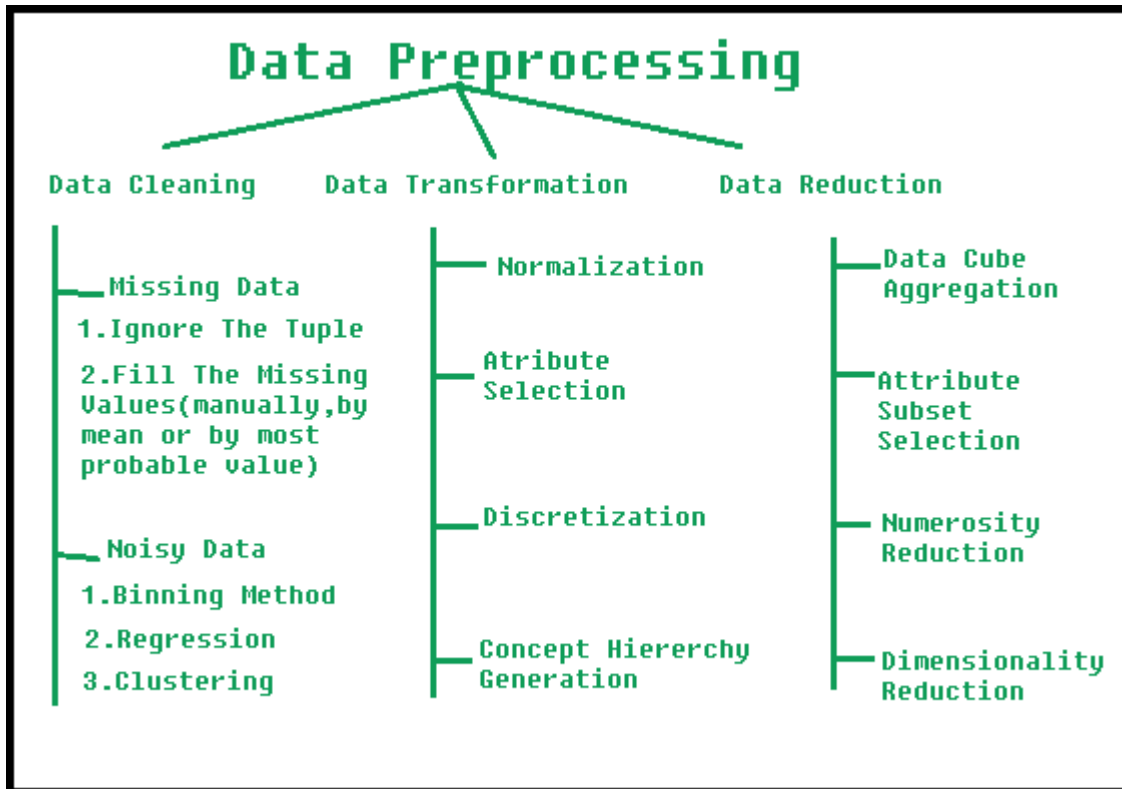 Data Preprocessing
Data Cleaning
Missing Data
1.Ignore The Tuple
2.Fill The Missing
Values(manually,by
mean or by most
probable value)
Noisy Data
1.Binning Method
2.Regression
3.Clustering
Data Transformation
Normalization
Atribute
Selection
Discretization
Concept Hiererchy
Generation
Data Reduction
Data Cube
Aggregation
Attribute
Subset
Selection
Numerosity
Reduction
Dimensionality
Reduction